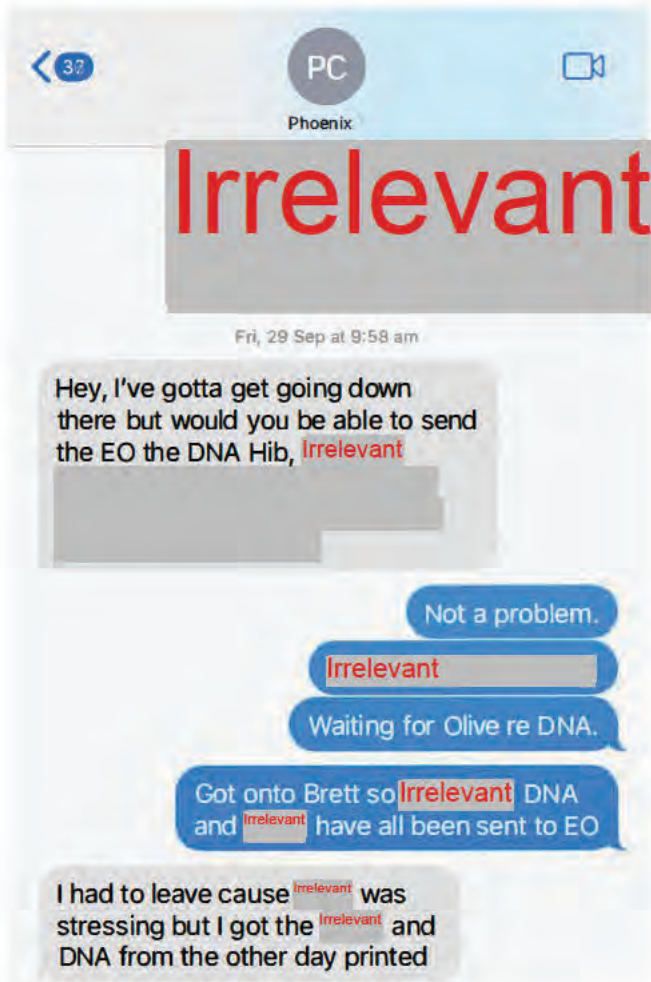 37
PC
Phoenix
Irrelevant
Fri, 29 Sep at 9:58 am
Hey, I've gotta get going down
there but would you be able to send
the EO the DNA Hib, Irrelevant
Not a problem.
Irrelevant
Waiting for Olive re DNA.
Got onto Brett so Irrelevant DNA
and Irrelevant have all been sent to EO
I had to leave cause Irrelevant was
stressing but I got the Irrelevant and
DNA from the other day printed